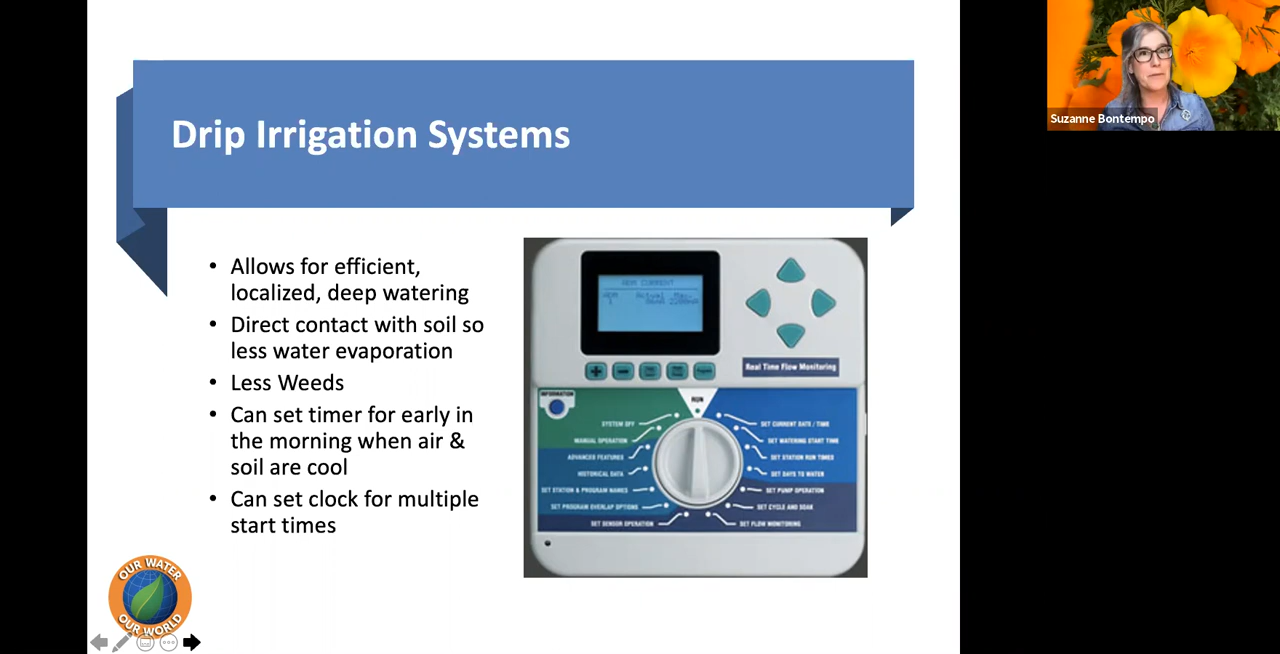 Drip Irrigation Systems
• Allows for efficient,
localized, deep watering
• Direct contact with soil so
less water evaporation
• Less Weeds
• Can set timer for early in
the morning when air &
soil are cool
• Can set clock for multiple
start times
Real Time Flow Monitoring
INFORMATION
RUN
SYSTEM OFF
MANUAL OPERATION
ADVANCED FEATURES
HISTORICAL DATA
SET STATION & PROGRAM NAMES
SET PROGRAM OVERLAP OPTIONS
SET SENSOR OPERATION
SET CURRENT DATE / TIME
SET WATERING START TIME
SET STATION RUN TIMES
SET DAYS TO WATER
SET PUMP OPERATION
SET CYCLE AND SOAK
SET FLOW MONITORING
OUR WATER
OUR WORLD
Suzanne Bontempo